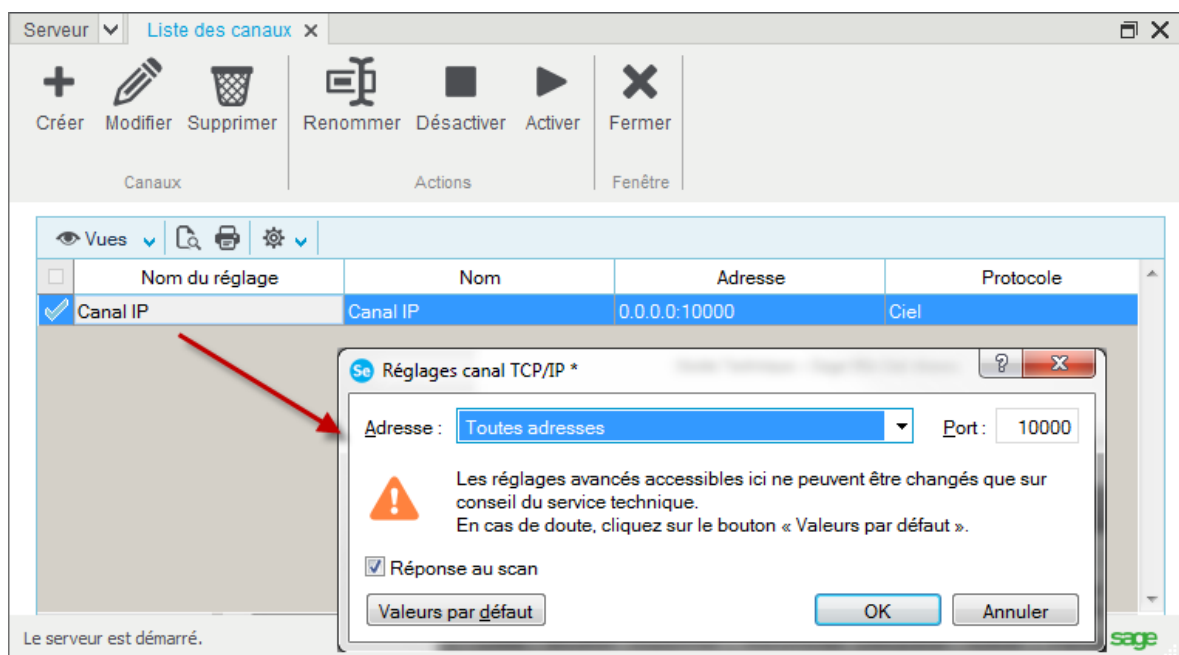 Serveur
Liste des canaux
Créer Modifier Supprimer Renommer Désactiver Activer Fermer
Canaux Actions Fenêtre
Vues
Nom du réglage Nom Adresse Protocole
Canal IP Canal IP 0.0.0.0:10000 Ciel
Se Réglages canal TCP/IP *
Adresse : Toutes adresses Port : 10000
Les réglages avancés accessibles ici ne peuvent être changés que sur
conseil du service technique.
En cas de doute, cliquez sur le bouton « Valeurs par défaut ».
Réponse au scan
Valeurs par défaut OK Annuler
Le serveur est démarré.
sage